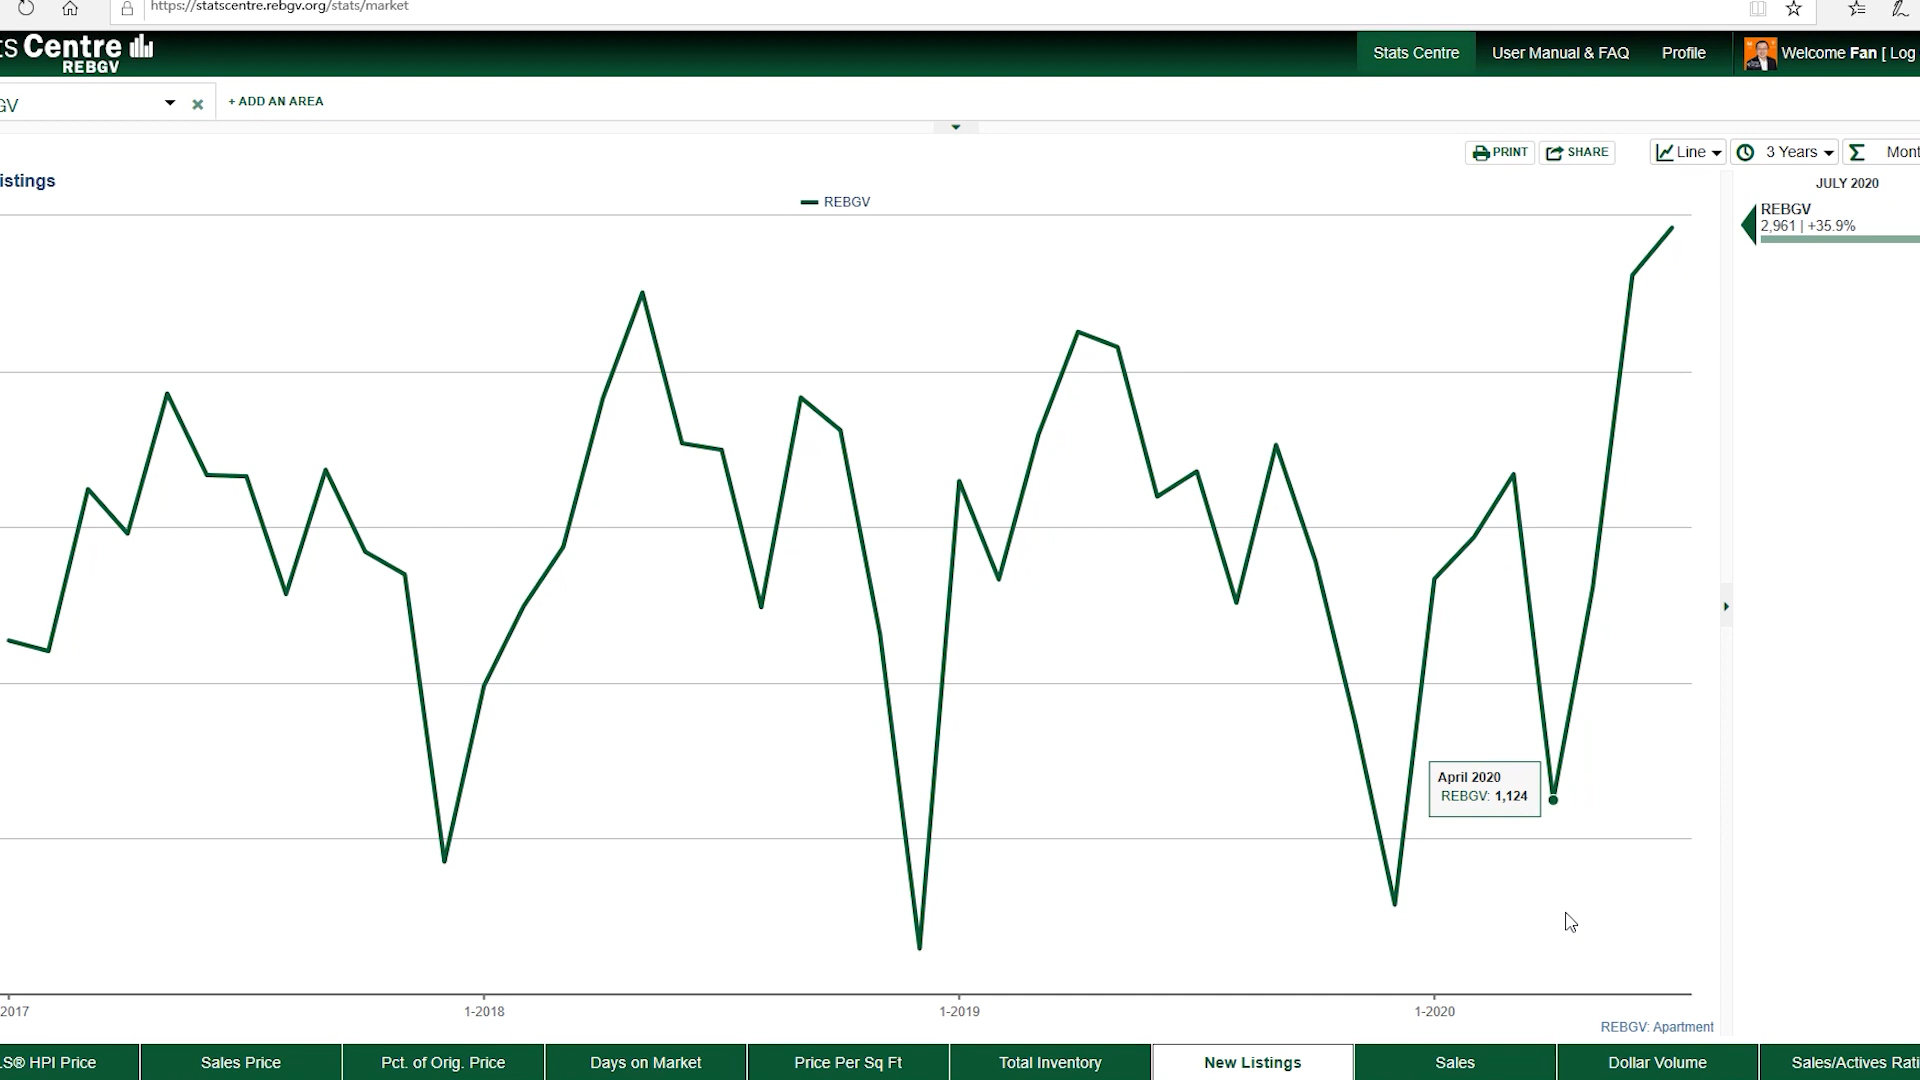 https://statscentre.rebgv.org/stats/market
ts Centre
REBGV
Stats Centre
User Manual & FAQ
Profile
Welcome Fan [ Log
GV
+ ADD AN AREA
PRINT
SHARE
Line
3 Years
Mont
istings
REBGV
JULY 2020
REBGV
2,961 | +35.9%
April 2020
REBGV: 1,124
2017
1-2018
1-2019
1-2020
REBGV: Apartment
LS® HPI Price
Sales Price
Pct. of Orig. Price
Days on Market
Price Per Sq Ft
Total Inventory
New Listings
Sales
Dollar Volume
Sales/Actives Rati